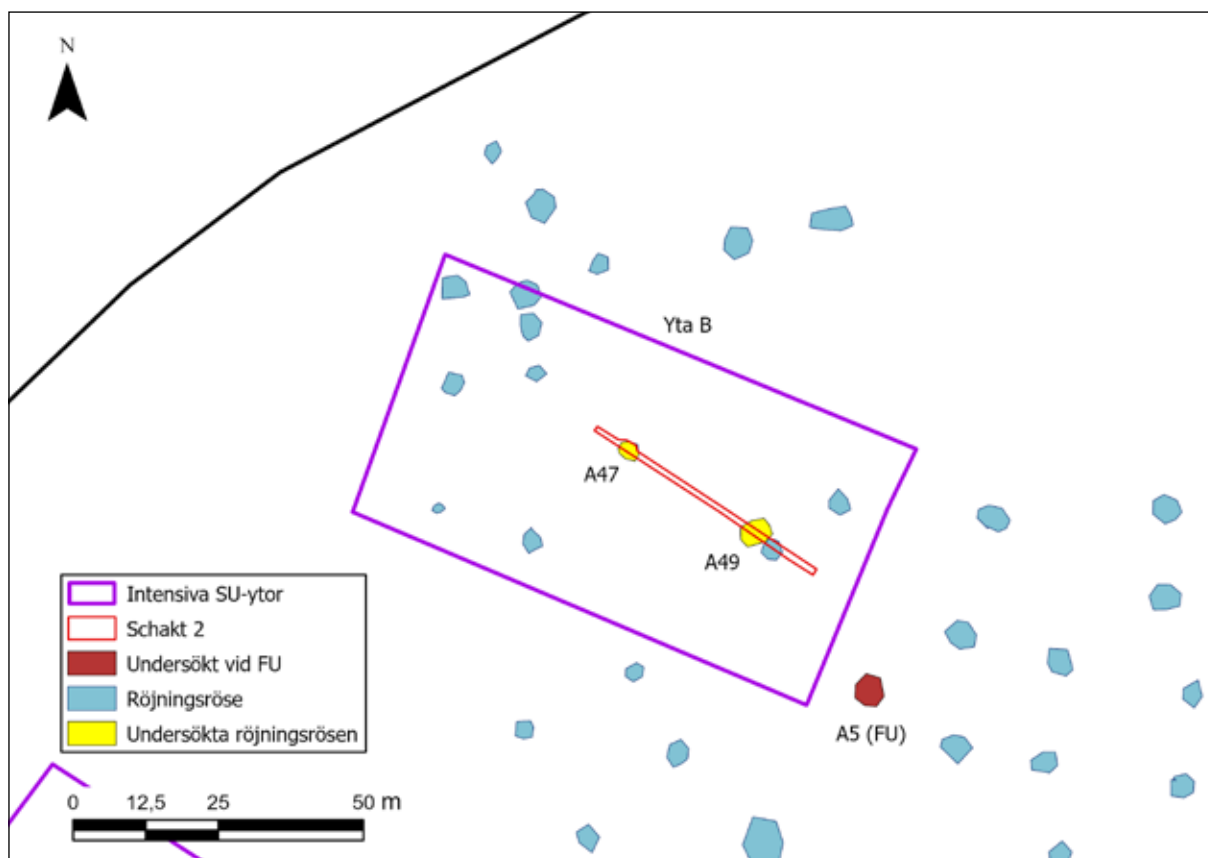 N
Yta B
A47
A49
A5 (FU)
Intensiva SU-ytor
Schakt 2
Undersökt vid FU
Röjningsröse
Undersökta röjningsrösen
0 12,5 25 50 m